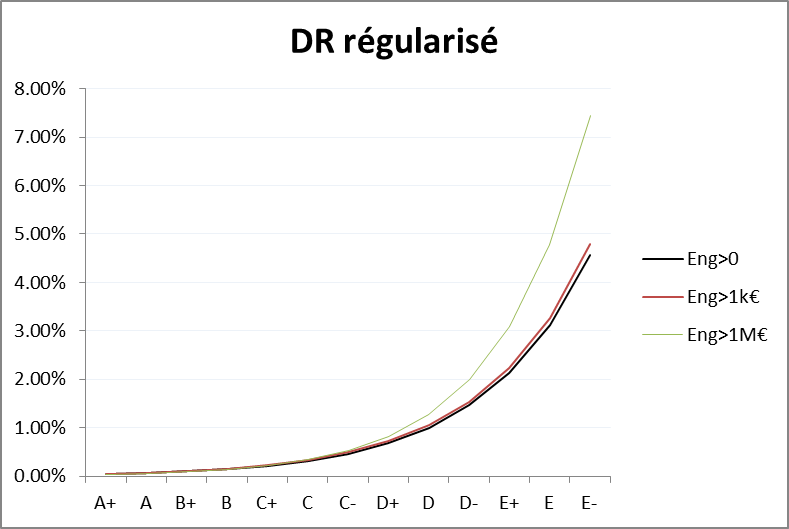 DR régularisé
8.00%
7.00%
6.00%
5.00%
4.00%
3.00%
2.00%
1.00%
0.00%
A+ A B+ B C+ C C- D+ D D- E+ E E-
Eng>0
Eng>1k€
Eng>1M€